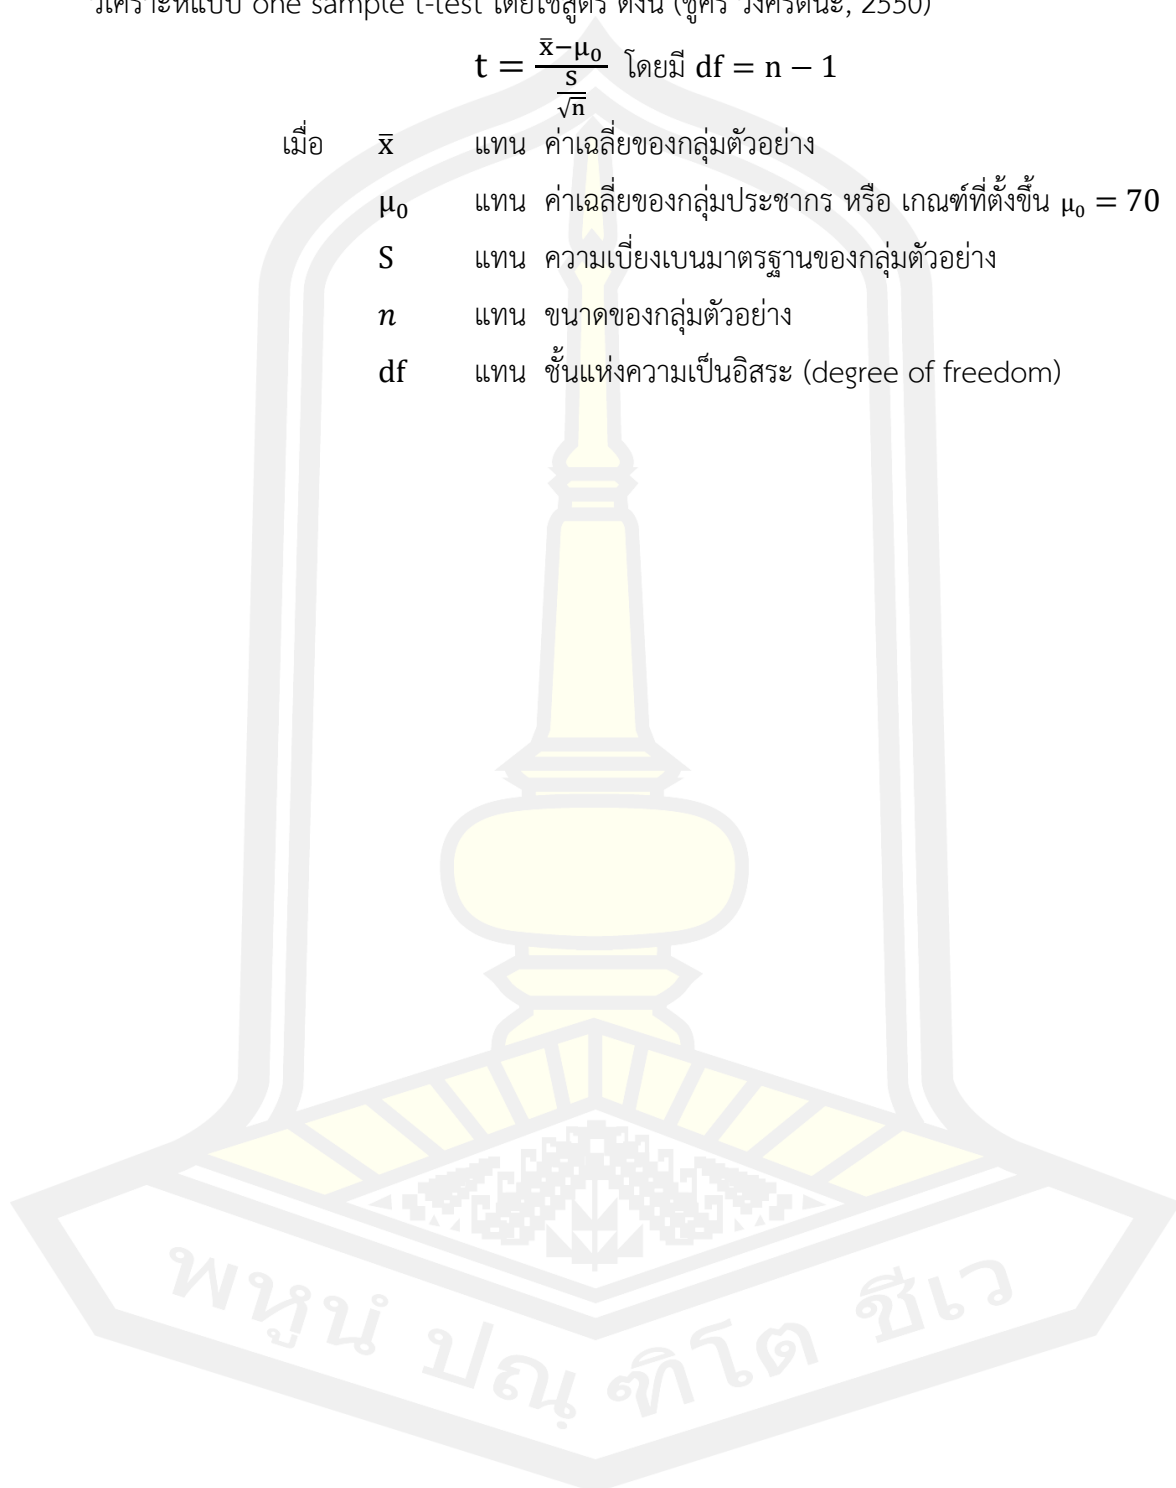 วิเคราะห์แบบ one sample t-test โดยใช้สูตร ดังนี้ (ชูศรี วงศ์รัตนะ, 2550)
t = (x̄−μ₀)/(S/√n) โดยมี df = n − 1
เมื่อ x̄ แทน ค่าเฉลี่ยของกลุ่มตัวอย่าง
μ₀ แทน ค่าเฉลี่ยของกลุ่มประชากร หรือ เกณฑ์ที่ตั้งขึ้น μ₀ = 70
S แทน ความเบี่ยงเบนมาตรฐานของกลุ่มตัวอย่าง
n แทน ขนาดของกลุ่มตัวอย่าง
df แทน ชั้นแห่งความเป็นอิสระ (degree of freedom)
พหูนํ ปณฺฑิโต ชีเว